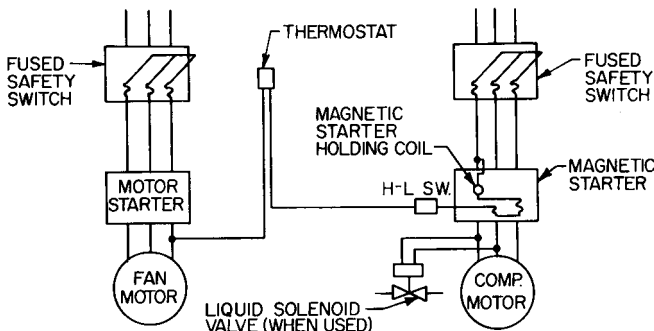 THERMOSTAT
FUSED
SAFETY
SWITCH
FUSED
SAFETY
SWITCH
MAGNETIC
STARTER
HOLDING COIL
MOTOR
STARTER
H-L SW.
MAGNETIC
STARTER
FAN
MOTOR
LIQUID SOLENOID
VALVE (WHEN USED)
COMP.
MOTOR